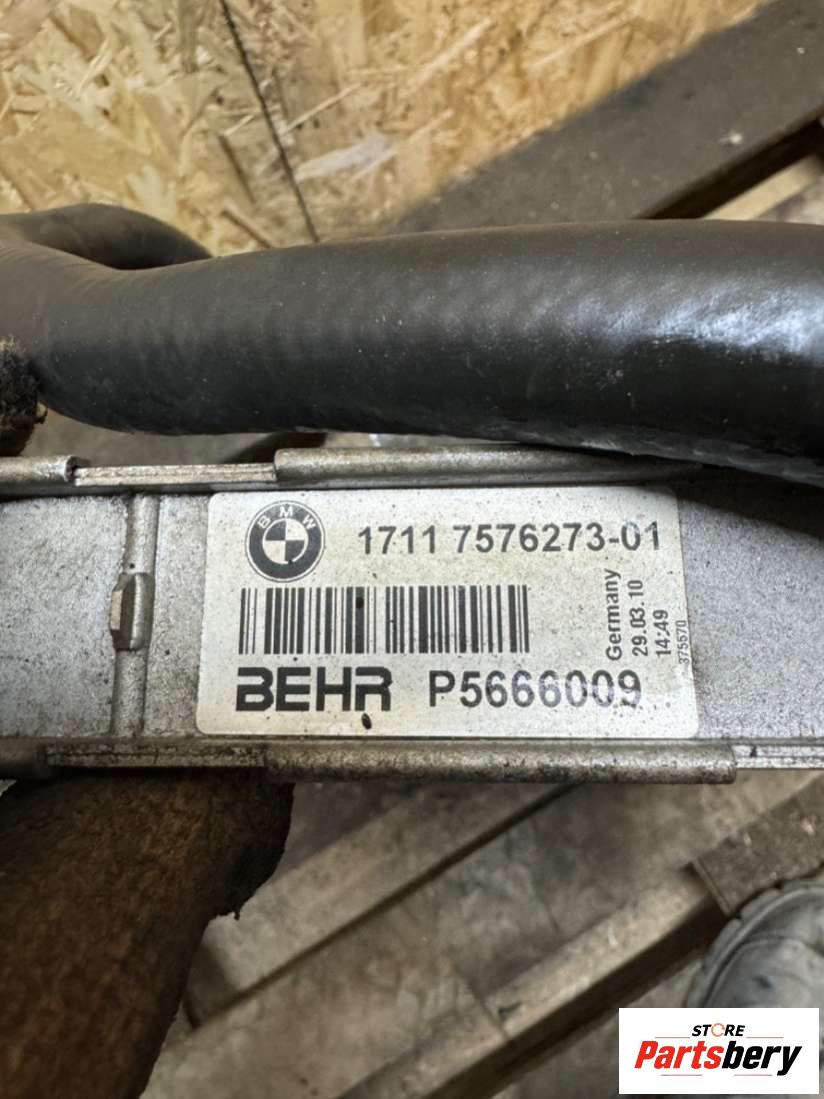 BMW
1711 7576273-01
BEHR P5666009
Germany
29.03.10
14:49
375570
STORE
Partsbery